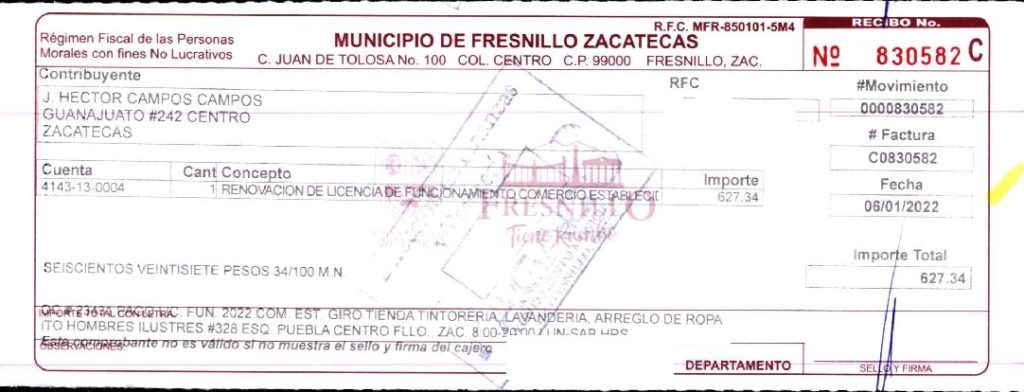 Régimen Fiscal de las Personas
Morales con fines No Lucrativos
R.F.C. MFR-850101-5M4
MUNICIPIO DE FRESNILLO ZACATECAS
C. JUAN DE TOLOSA No. 100 COL. CENTRO C.P. 99000 FRESNILLO, ZAC.
RECIBO No.
Nº 830582 C
Contribuyente
RFC
J. HECTOR CAMPOS CAMPOS
GUANAJUATO #242 CENTRO
ZACATECAS
#Movimiento
0000830582
# Factura
C0830582
Fecha
06/01/2022
Cuenta Cant Concepto Importe
4143-13-0004 1 RENOVACION DE LICENCIA DE FUNCIONAMIENTO COMERCIO ESTABLECI 627.34
FRESNILLO
Tiene Rumbo
Importe Total
627.34
SEISCIENTOS VEINTISIETE PESOS 34/100 M.N.
IMPORTE TOTAL CON LETRA
FUN. 2022 COM. EST. GIRO TIENDA TINTORERIA, LAVANDERIA, ARREGLO DE ROPA
ITO HOMBRES ILUSTRES #328 ESQ. PUEBLA CENTRO FLLO. ZAC.
Este comprobante no es válido si no muestra el sello y firma del cajero
OBSERVACIONES
DEPARTAMENTO
SELLO Y FIRMA